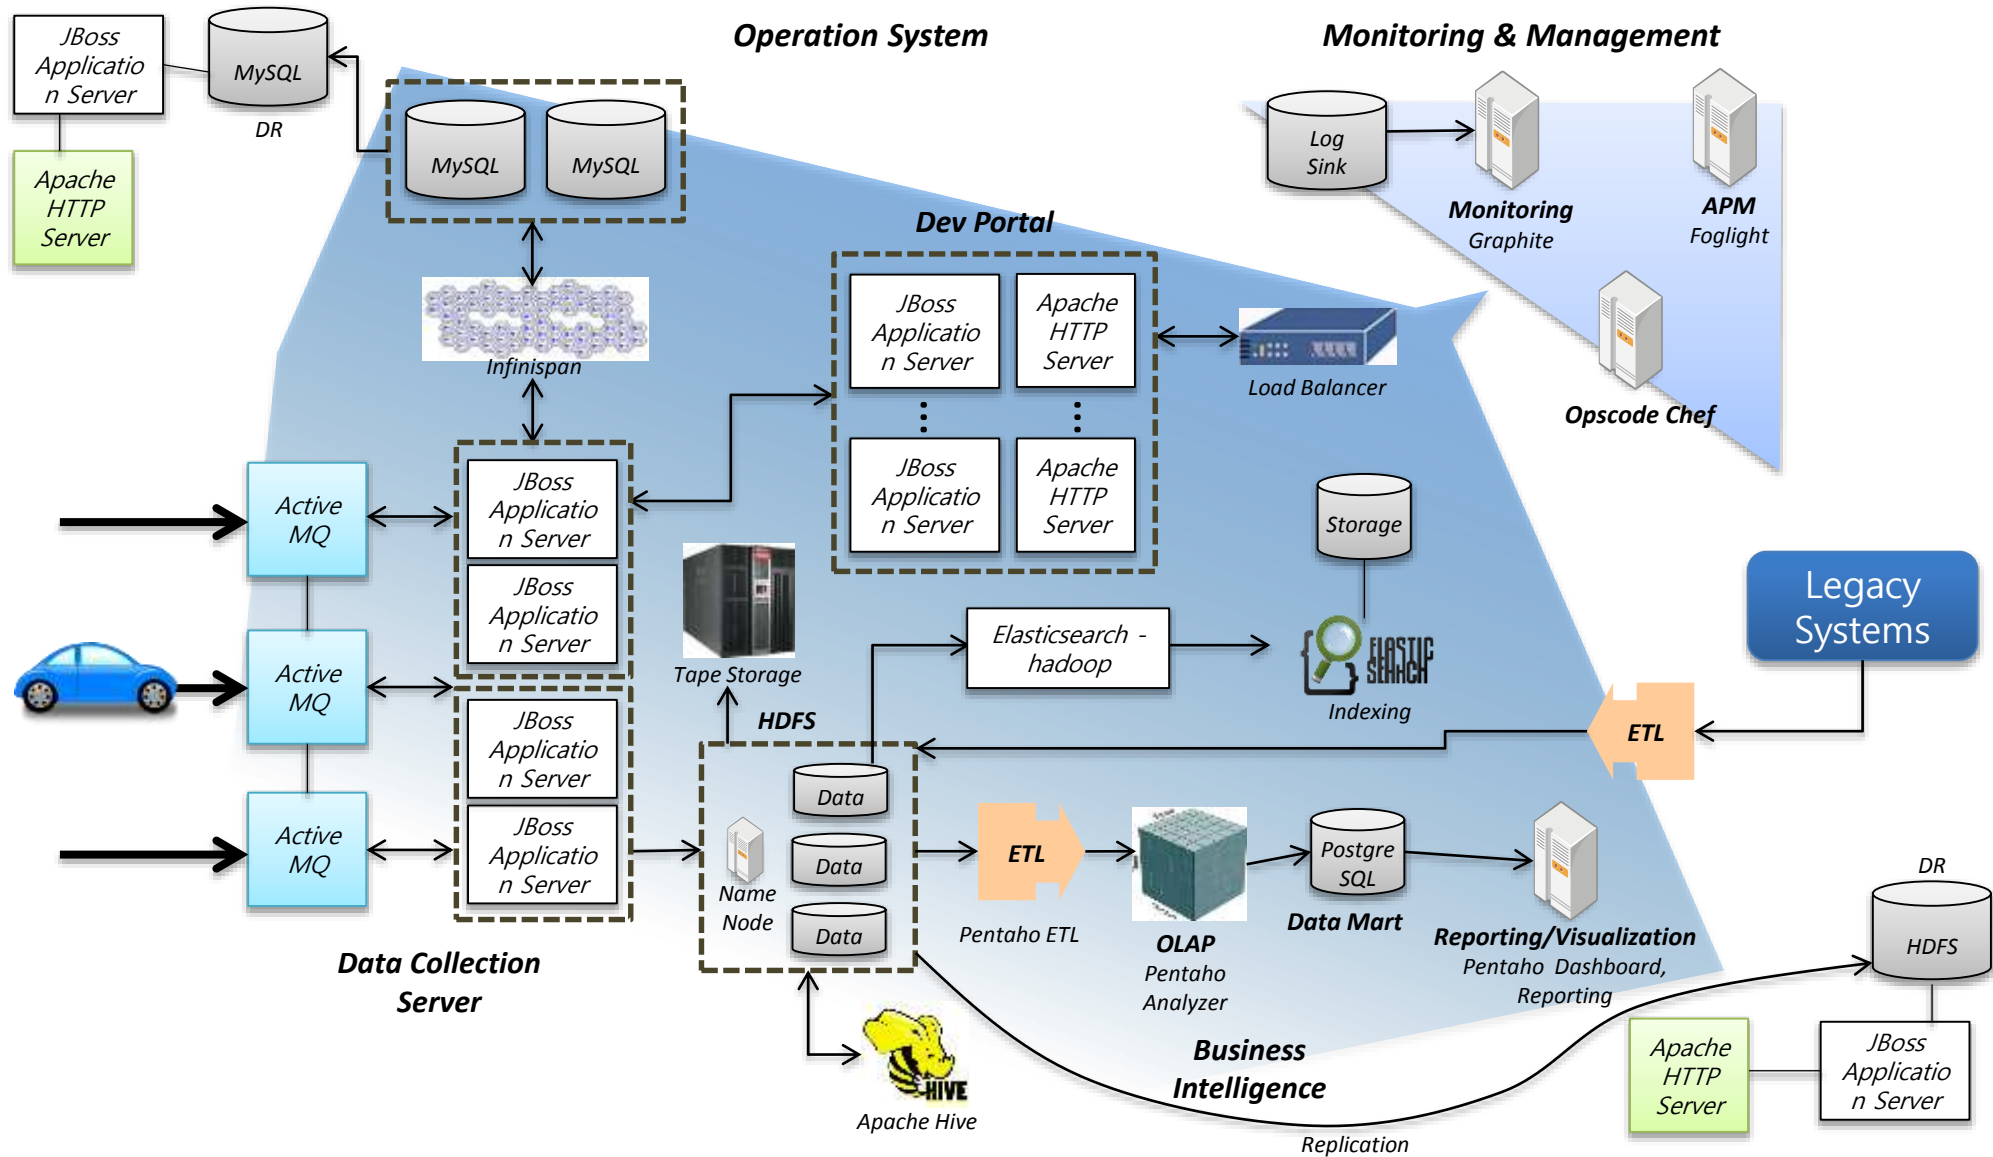 Operation System
Monitoring & Management
JBoss
Applicatio
n Server
MySQL
DR
Apache
HTTP
Server
MySQL
MySQL
Log
Sink
Monitoring
Graphite
APM
Foglight
Opscode Chef
Dev Portal
JBoss
Applicatio
n Server
Apache
HTTP
Server
JBoss
Applicatio
n Server
Apache
HTTP
Server
Load Balancer
Infinispan
Active
MQ
Active
MQ
Active
MQ
JBoss
Applicatio
n Server
JBoss
Applicatio
n Server
JBoss
Applicatio
n Server
JBoss
Applicatio
n Server
Data Collection
Server
Tape Storage
HDFS
Name
Node
Data
Data
Data
Elasticsearch -
hadoop
Storage
ELASTIC
SEARCH
Indexing
Legacy
Systems
ETL
ETL
Pentaho ETL
OLAP
Pentaho
Analyzer
Postgre
SQL
Data Mart
Reporting/Visualization
Pentaho Dashboard,
Reporting
HIVE
Apache Hive
Business
Intelligence
Replication
DR
HDFS
Apache
HTTP
Server
JBoss
Applicatio
n Server